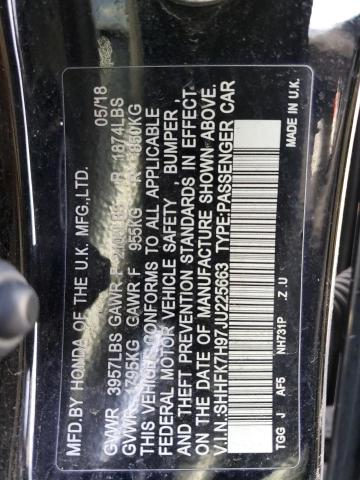 MFD.BY HONDA OF THE U.K. MFG.,LTD. 05/18
GVWR 3957LBS GAWR F LBS R 1874LBS
GVWR 1795KG GAWR F 955KG R 850KG
THIS VEHICLE CONFORMS TO ALL APPLICABLE
FEDERAL MOTOR VEHICLE SAFETY , BUMPER ,
AND THEFT PREVENTION STANDARDS IN EFFECT
ON THE DATE OF MANUFACTURE SHOWN ABOVE.
V.I.N.:SHHFK7H97JU225663 TYPE:PASSENGER CAR
TGG J AF5 NH731P Z U
MADE IN U.K.